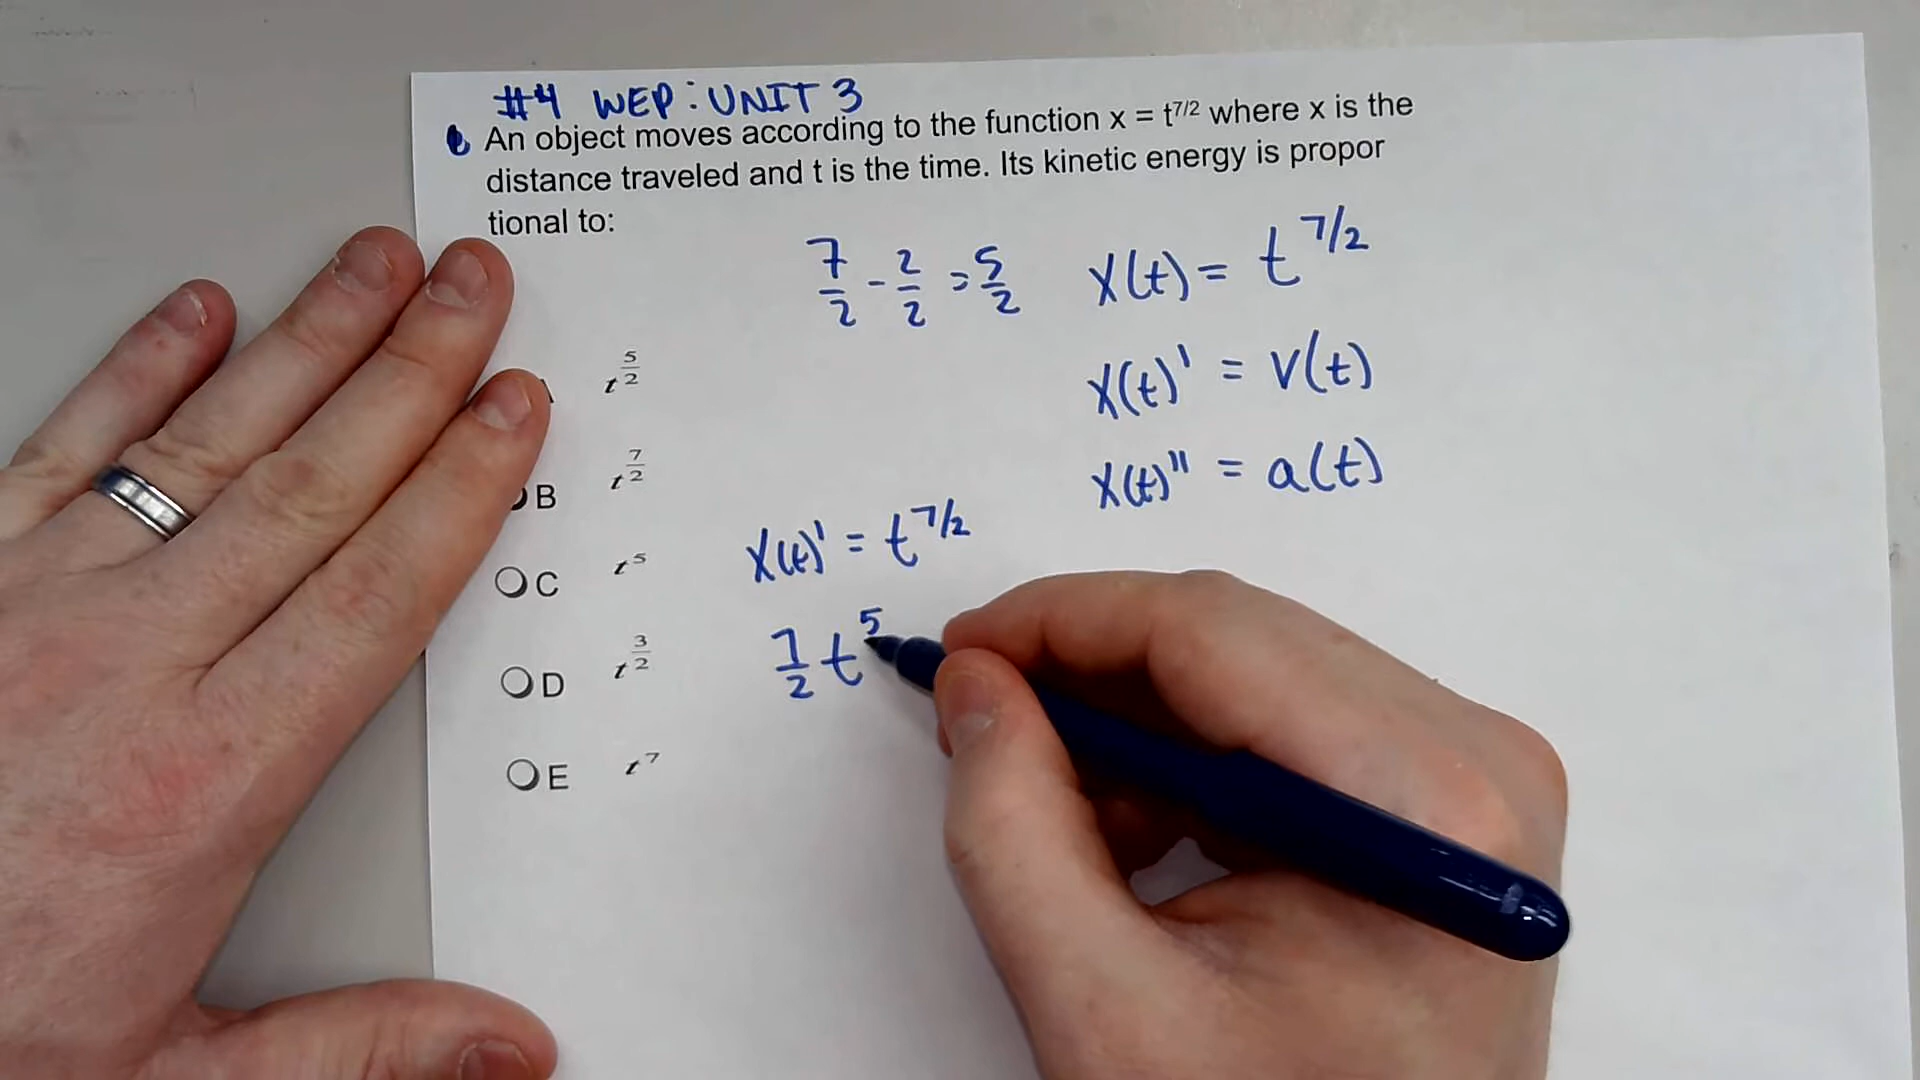 #4 WEP: UNIT 3
An object moves according to the function x = t^7/2 where x is the
distance traveled and t is the time. Its kinetic energy is propor
tional to:
7/2 - 2/2 = 5/2
x(t) = t^7/2
x(t)' = v(t)
x(t)" = a(t)
t^5/2
B t^7/2
C t^5
D t^3/2
E t^7
x(t)' = t^7/2
7/2 t^5